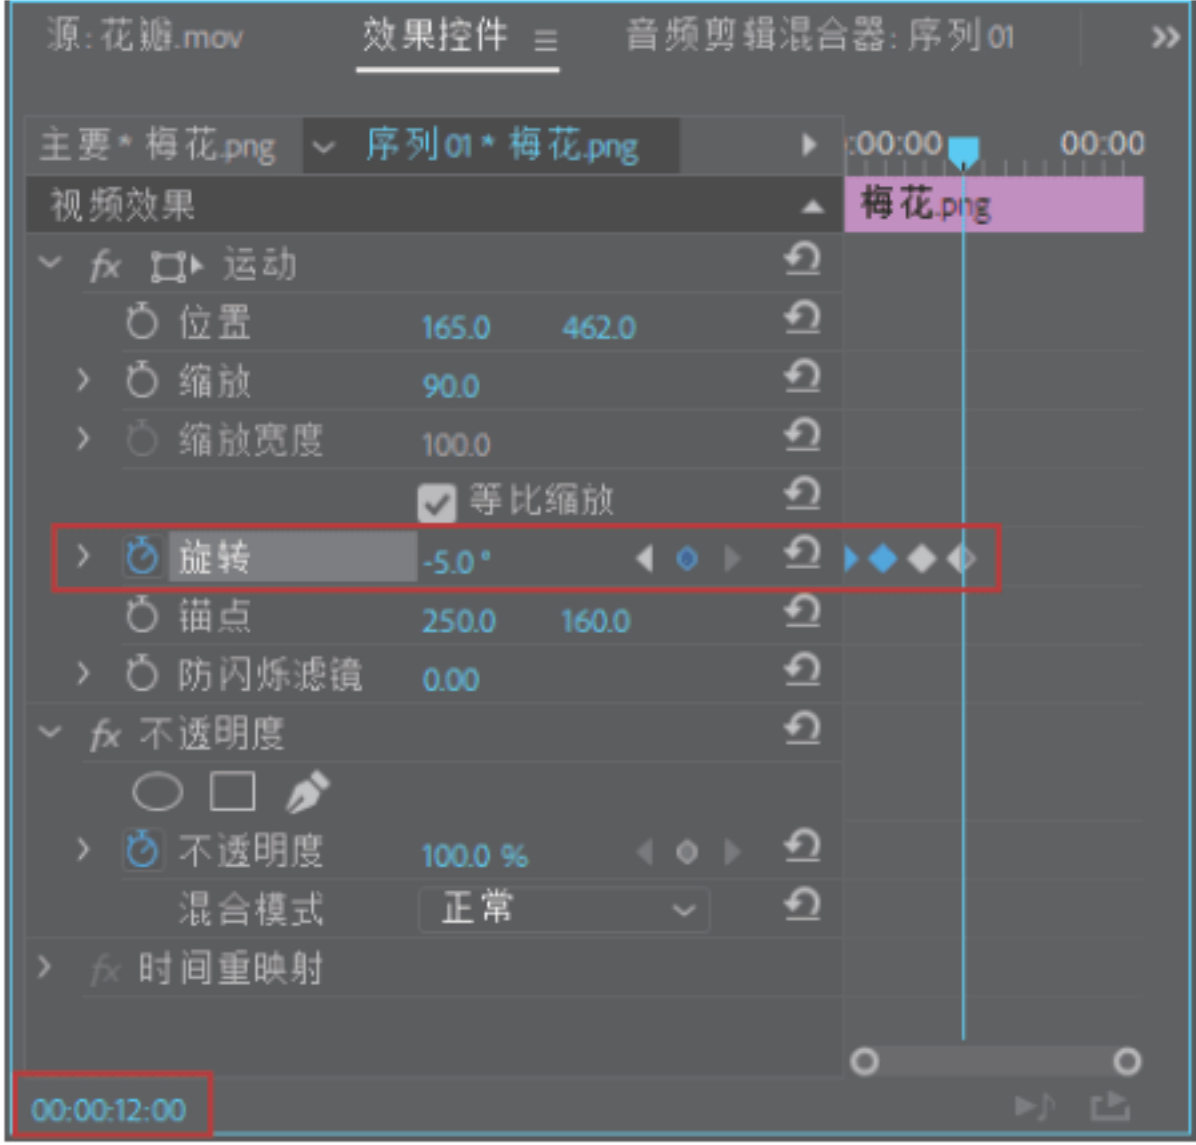 源: 花瓣.mov 效果控件 音频剪辑混合器: 序列 01
主要 * 梅花.png 序列 01 * 梅花.png :00:00 00:00
视频效果 梅花.png
fx 运动
位置 165.0 462.0
缩放 90.0
缩放宽度 100.0
等比缩放
旋转 -5.0 °
锚点 250.0 160.0
防闪烁滤镜 0.00
fx 不透明度
不透明度 100.0 %
混合模式 正常
fx 时间重映射
00:00:12:00